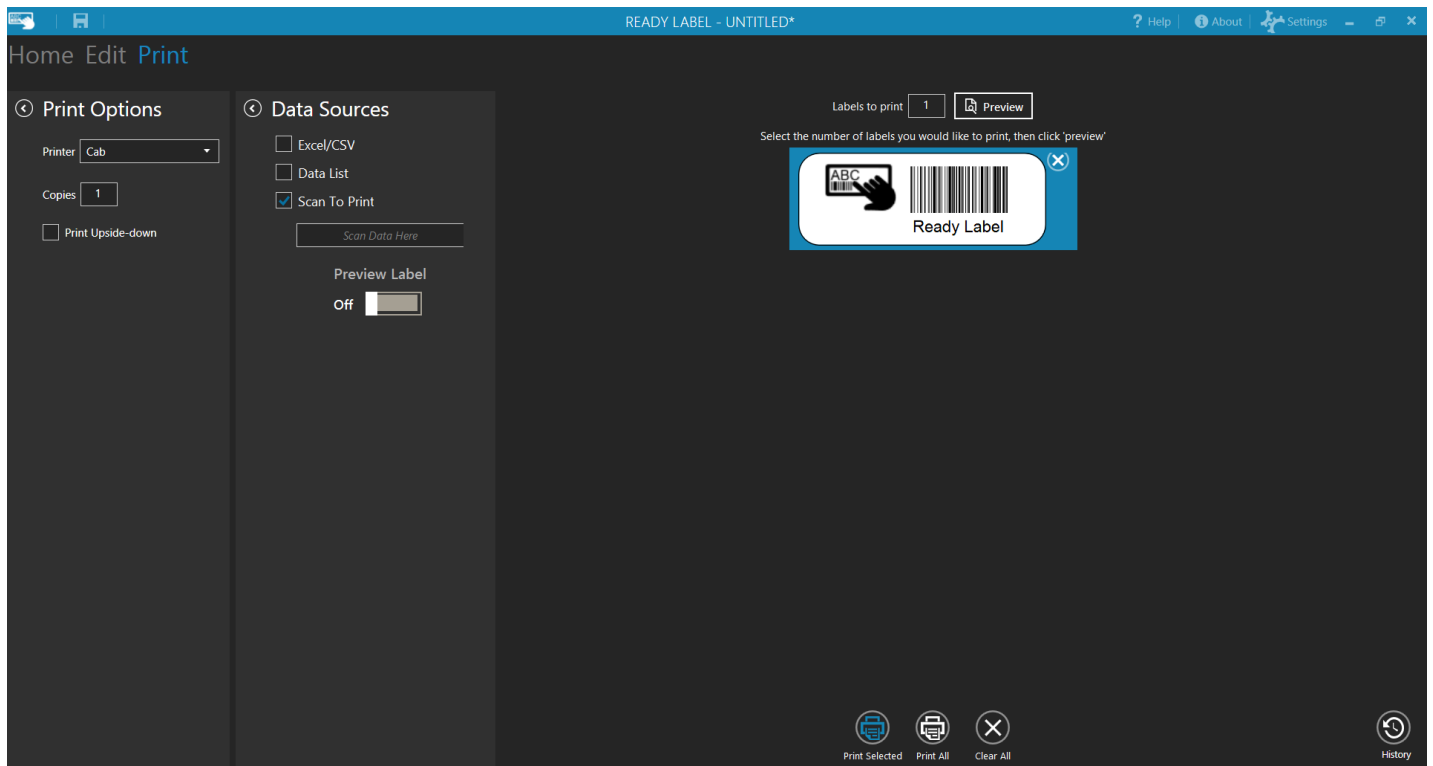 READY LABEL - UNTITLED*
? Help
About
Settings
Home Edit Print
Print Options
Printer Cab
Copies 1
Print Upside-down
Data Sources
Excel/CSV
Data List
Scan To Print
Scan Data Here
Preview Label
Off
Labels to print 1 Preview
Select the number of labels you would like to print, then click 'preview'
ABC
Ready Label
Print Selected
Print All
Clear All
History